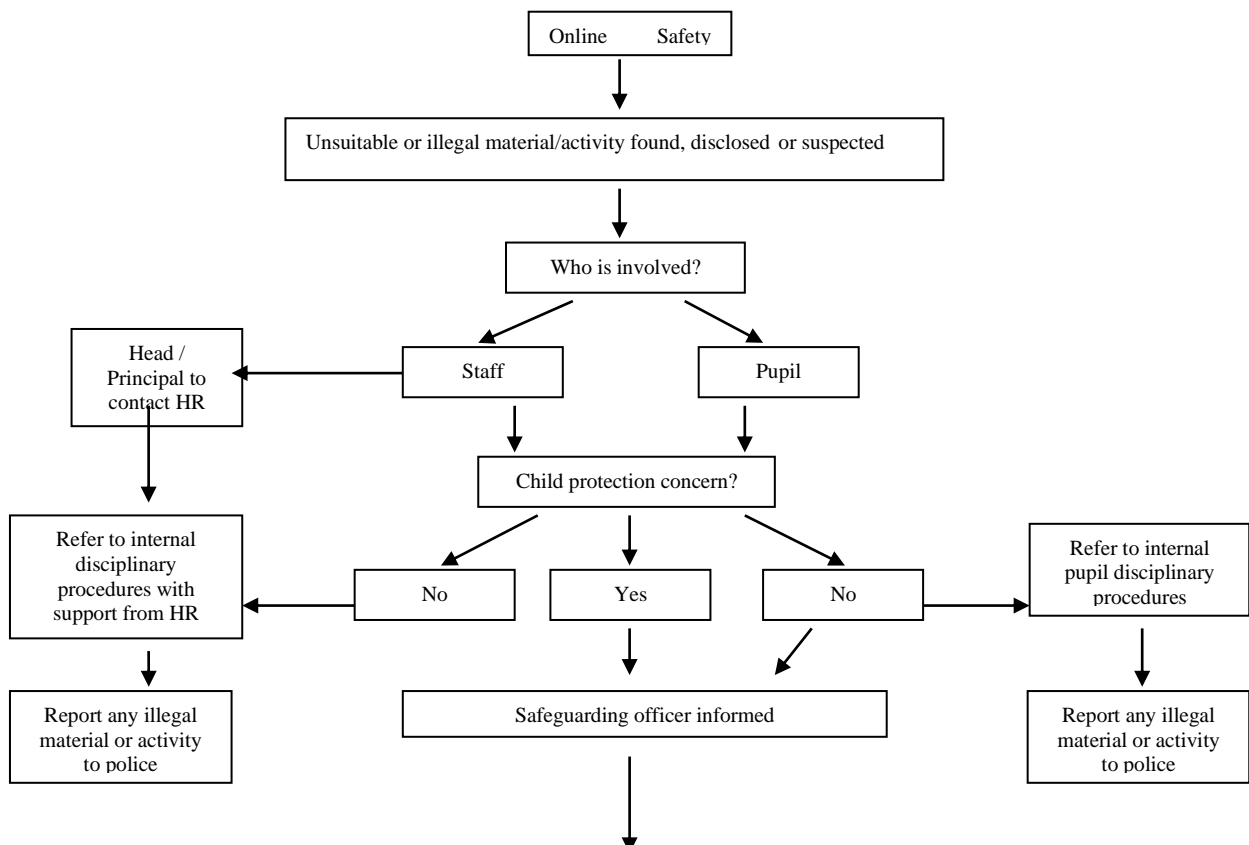 Online Safety
Unsuitable or illegal material/activity found, disclosed or suspected
Who is involved?
Head /
Principal to
contact HR
Staff
Pupil
Child protection concern?
Refer to internal
disciplinary
procedures with
support from HR
No
Yes
No
Refer to internal
pupil disciplinary
procedures
Report any illegal
material or activity
to police
Safeguarding officer informed
Report any illegal
material or activity
to police